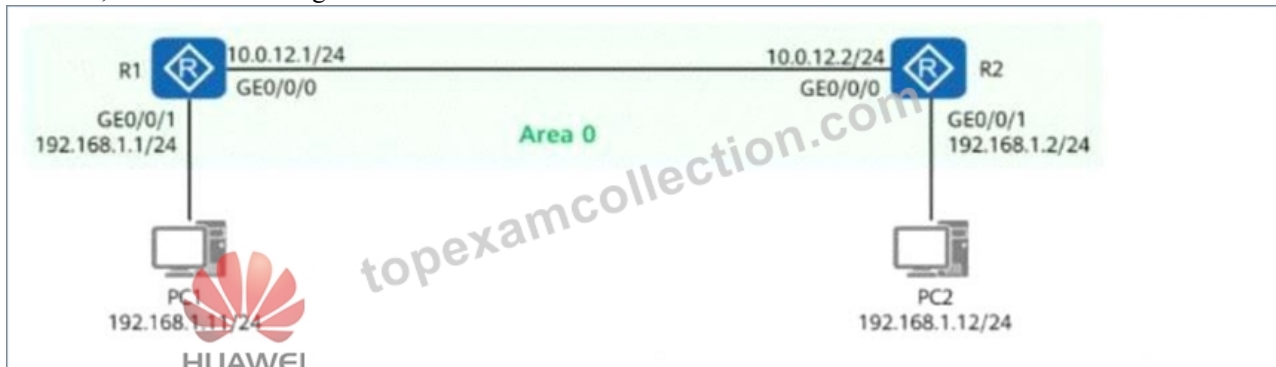 10.0.12.1/24
10.0.12.2/24
R1
R
R
R2
GE0/0/0
GE0/0/0
GE0/0/1
GE0/0/1
192.168.1.1/24
Area 0
192.168.1.2/24
topexamcollection.com
PC1
PC2
192.168.1.11/24
192.168.1.12/24
HUAWEI